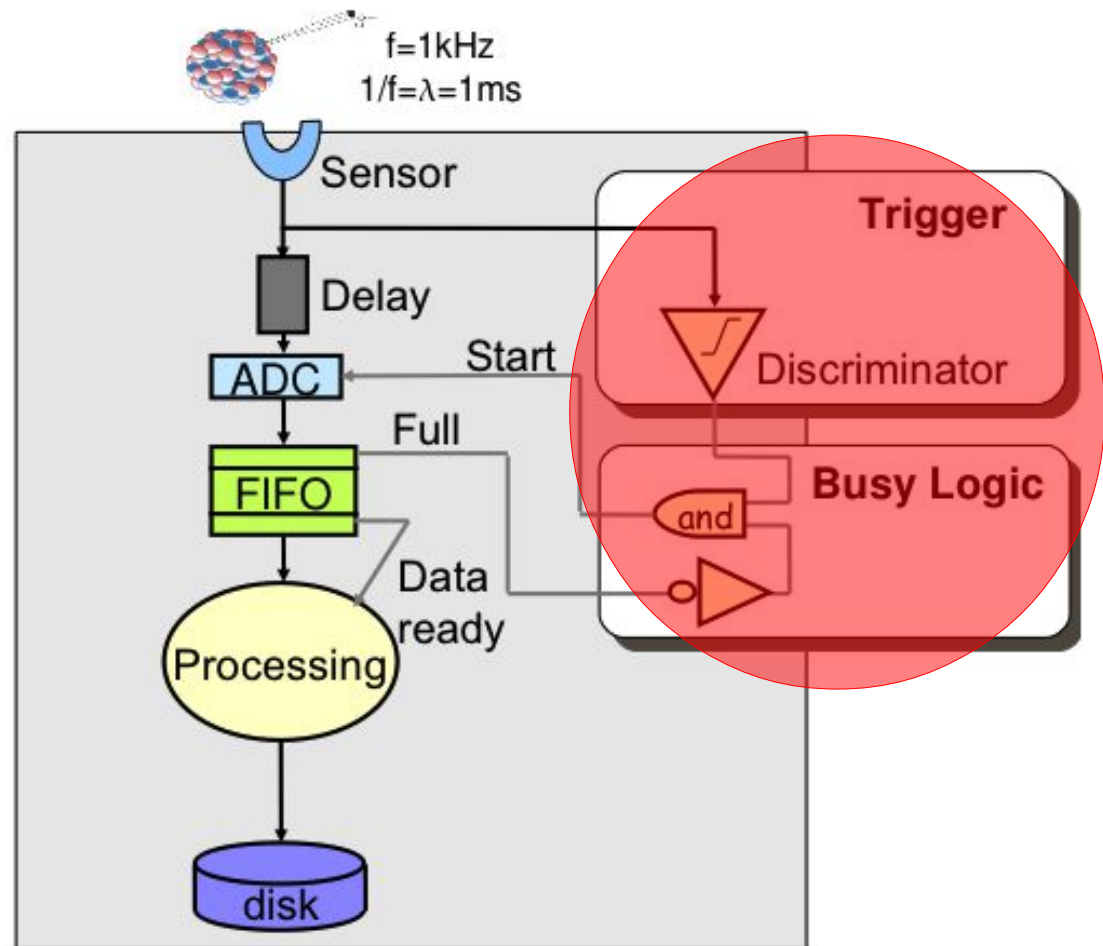 f=1kHz
1/f=λ=1ms
Sensor
Trigger
Delay
Start
ADC
Discriminator
Full
FIFO
Busy Logic
and
Data
ready
Processing
disk